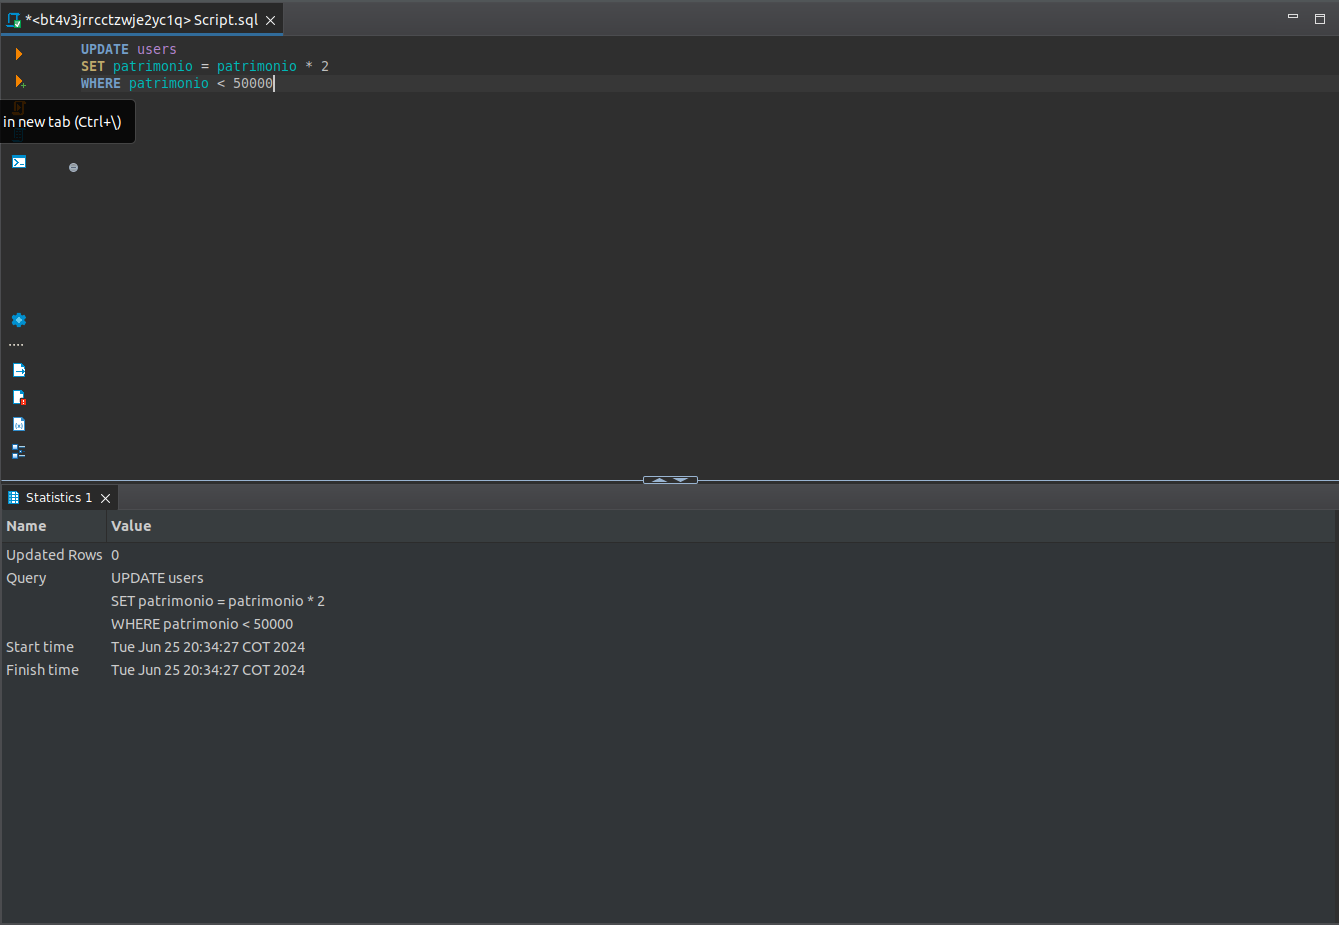 *<bt4v3jrrcctzwje2yc1q> Script.sql
UPDATE users
SET patrimonio = patrimonio * 2
WHERE patrimonio < 50000
in new tab (Ctrl+\)
Statistics 1
Name Value
Updated Rows 0
Query UPDATE users
SET patrimonio = patrimonio * 2
WHERE patrimonio < 50000
Start time Tue Jun 25 20:34:27 COT 2024
Finish time Tue Jun 25 20:34:27 COT 2024